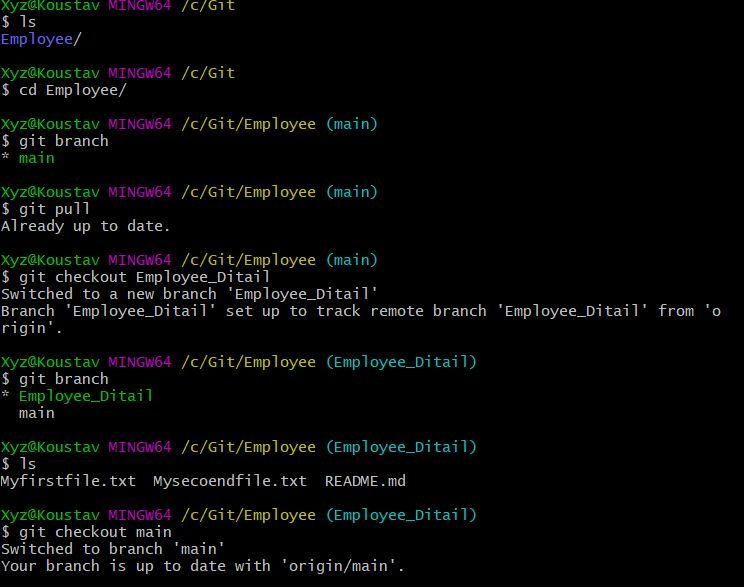 Xyz@Koustav MINGW64 /c/Git
$ ls
Employee/
Xyz@Koustav MINGW64 /c/Git
$ cd Employee/
Xyz@Koustav MINGW64 /c/Git/Employee (main)
$ git branch
* main
Xyz@Koustav MINGW64 /c/Git/Employee (main)
$ git pull
Already up to date.
Xyz@Koustav MINGW64 /c/Git/Employee (main)
$ git checkout Employee_Ditail
Switched to a new branch 'Employee_Ditail'
Branch 'Employee_Ditail' set up to track remote branch 'Employee_Ditail' from 'o
rigin'.
Xyz@Koustav MINGW64 /c/Git/Employee (Employee_Ditail)
$ git branch
* Employee_Ditail
main
Xyz@Koustav MINGW64 /c/Git/Employee (Employee_Ditail)
$ ls
Myfirstfile.txt  Mysecoendfile.txt  README.md
Xyz@Koustav MINGW64 /c/Git/Employee (Employee_Ditail)
$ git checkout main
Switched to branch 'main'
Your branch is up to date with 'origin/main'.